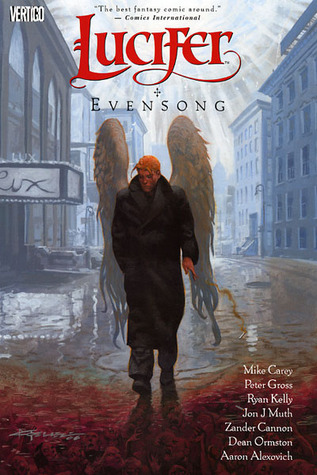 VERTIGO
"The best fantasy comic around."
— Comics International
LUCIFER™
EVENSONG
Lux
Mike Carey
Peter Gross
Ryan Kelly
Jon J Muth
Zander Cannon
Dean Ormston
Aaron Alexovich